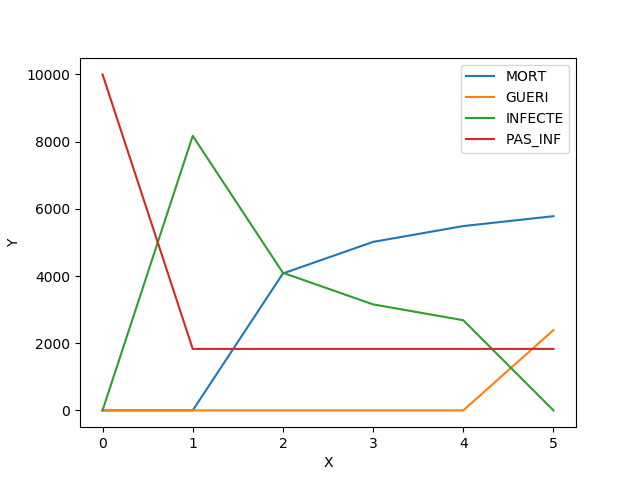 10000
8000
6000
4000
2000
0
Y
0 1 2 3 4 5
X
MORT
GUERI
INFECTE
PAS_INF